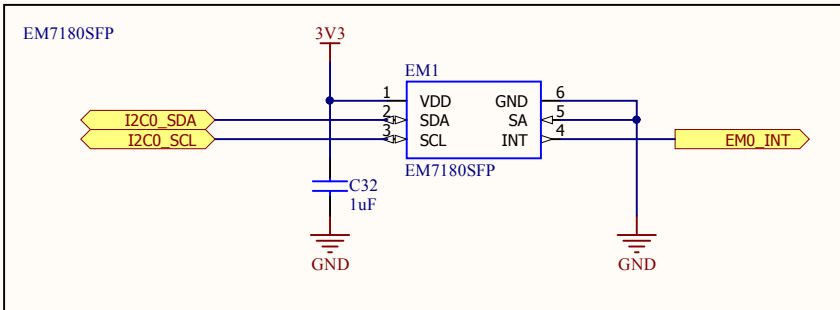 EM7180SFP
3V3
EM1
1 VDD GND 6
I2C0_SDA 2 SDA SA 5
I2C0_SCL 3 SCL INT 4 EM0_INT
EM7180SFP
C32
1uF
GND GND